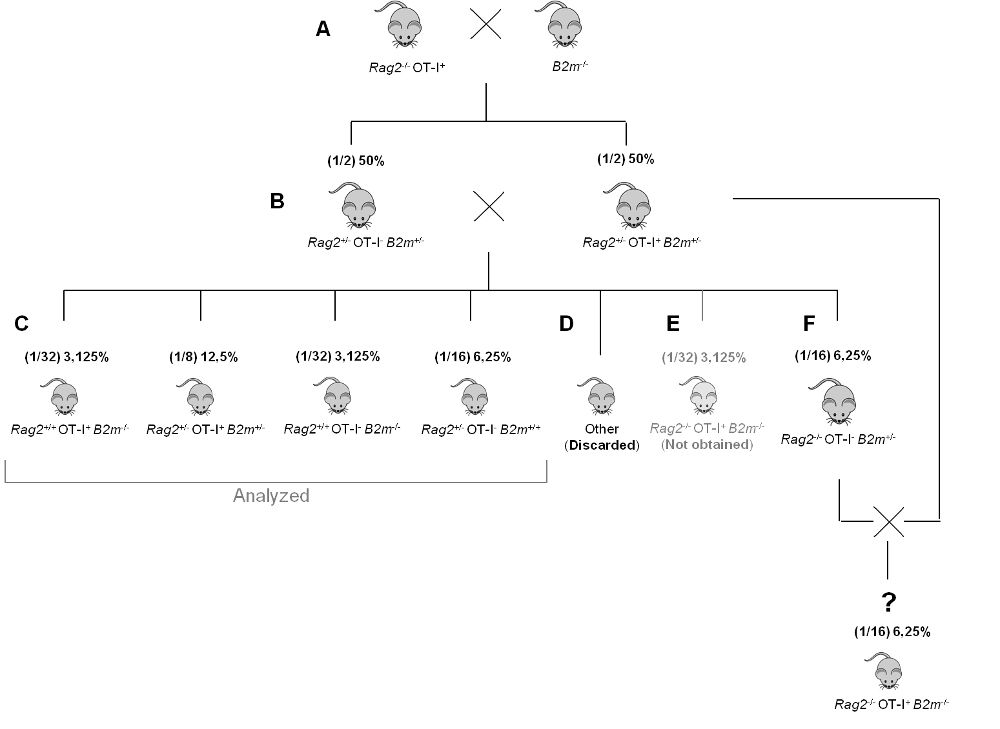 A
Rag2-/- OT-I+
B2m-/-
(1/2) 50%
(1/2) 50%
B
Rag2+/- OT-I- B2m+/-
Rag2+/- OT-I+ B2m+/-
C
D
E
F
(1/32) 3,125%
(1/8) 12,5%
(1/32) 3,125%
(1/16) 6,25%
(1/32) 3,125%
(1/16) 6,25%
Rag2+/+ OT-I+ B2m-/-
Rag2+/- OT-I+ B2m+/-
Rag2+/+ OT-I- B2m-/-
Rag2+/- OT-I- B2m+/+
Other
(Discarded)
Rag2-/- OT-I+ B2m-/-
(Not obtained)
Rag2-/- OT-I- B2m+/-
Analyzed
?
(1/16) 6,25%
Rag2-/- OT-I+ B2m-/-